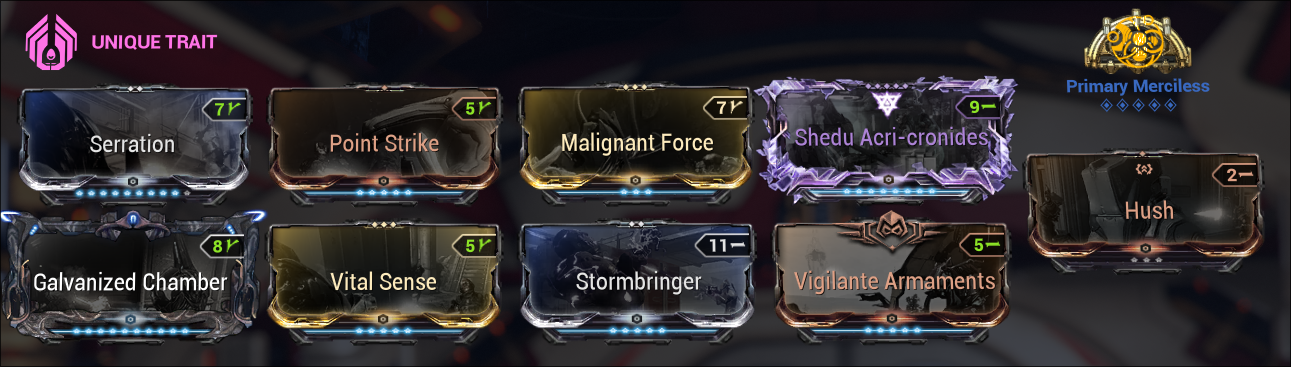 UNIQUE TRAIT
Primary Merciless
7
Serration
5
Point Strike
7
Malignant Force
9
Shedu Acri-cronides
2
Hush
8
Galvanized Chamber
5
Vital Sense
11
Stormbringer
5
Vigilante Armaments